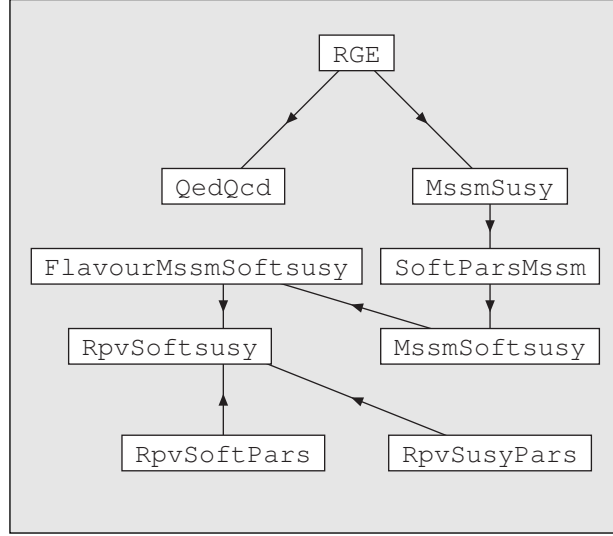 RGE
QedQcd
MssmSusy
FlavourMssmSoftsusy
SoftParsMssm
RpvSoftsusy
MssmSoftsusy
RpvSoftPars
RpvSusyPars